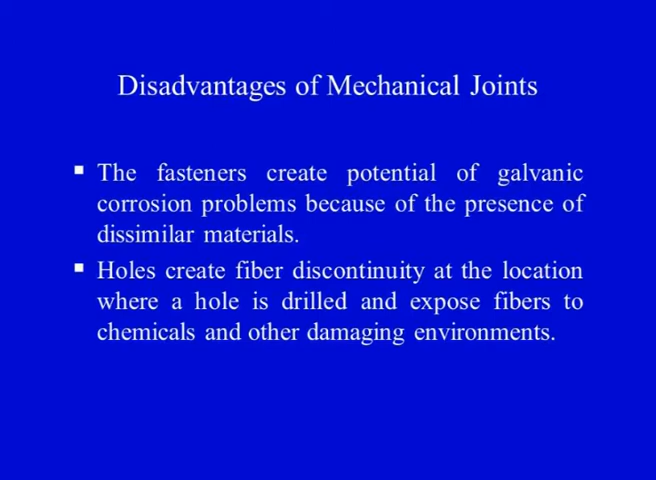 Disadvantages of Mechanical Joints
The fasteners create potential of galvanic
corrosion problems because of the presence of
dissimilar materials.
Holes create fiber discontinuity at the location
where a hole is drilled and expose fibers to
chemicals and other damaging environments.